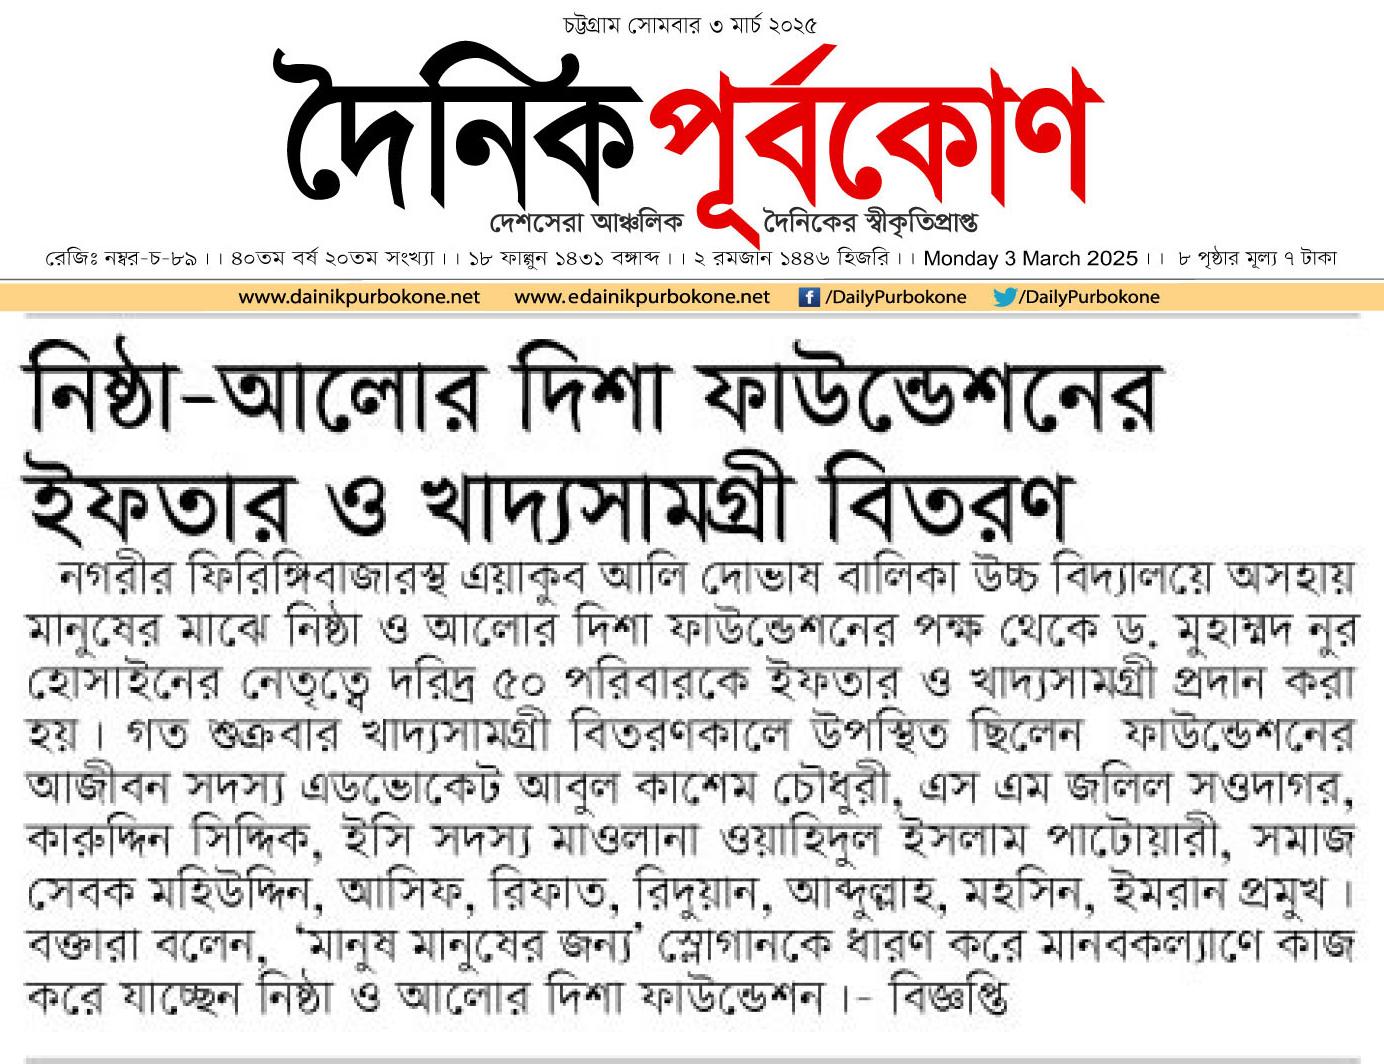 চট্টগ্রাম সোমবার ৩ মার্চ ২০২৫
দৈনিক পূর্বকোণ
দেশসেরা আঞ্চলিক দৈনিকের স্বীকৃতিপ্রাপ্ত
রেজিঃ নম্বর-চ-৮৯ ।। ৪০তম বর্ষ ২০তম সংখ্যা ।। ১৮ ফাল্গুন ১৪৩১ বঙ্গাব্দ ।। ২ রমজান ১৪৪৬ হিজরি ।। Monday 3 March 2025 ।। ৮ পৃষ্ঠার মূল্য ৭ টাকা
www.dainikpurbokone.net www.edainikpurbokone.net /DailyPurbokone /DailyPurbokone
নিষ্ঠা-আলোর দিশা ফাউন্ডেশনের
ইফতার ও খাদ্যসামগ্রী বিতরণ
নগরীর ফিরিঙ্গিবাজারস্থ এয়াকুব আলি দোভাষ বালিকা উচ্চ বিদ্যালয়ে অসহায়
মানুষের মাঝে নিষ্ঠা ও আলোর দিশা ফাউন্ডেশনের পক্ষ থেকে ড. মুহাম্মদ নুর
হোসাইনের নেতৃত্বে দরিদ্র ৫০ পরিবারকে ইফতার ও খাদ্যসামগ্রী প্রদান করা
হয়। গত শুক্রবার খাদ্যসামগ্রী বিতরণকালে উপস্থিত ছিলেন ফাউন্ডেশনের
আজীবন সদস্য এডভোকেট আবুল কাশেম চৌধুরী, এস এম জলিল সওদাগর,
কারুদ্দিন সিদ্দিক, ইসি সদস্য মাওলানা ওয়াহিদুল ইসলাম পাটোয়ারী, সমাজ
সেবক মহিউদ্দিন, আসিফ, রিফাত, রিদুয়ান, আব্দুল্লাহ, মহসিন, ইমরান প্রমুখ।
বক্তারা বলেন, ‘মানুষ মানুষের জন্য’ স্লোগানকে ধারণ করে মানবকল্যাণে কাজ
করে যাচ্ছেন নিষ্ঠা ও আলোর দিশা ফাউন্ডেশন।- বিজ্ঞপ্তি